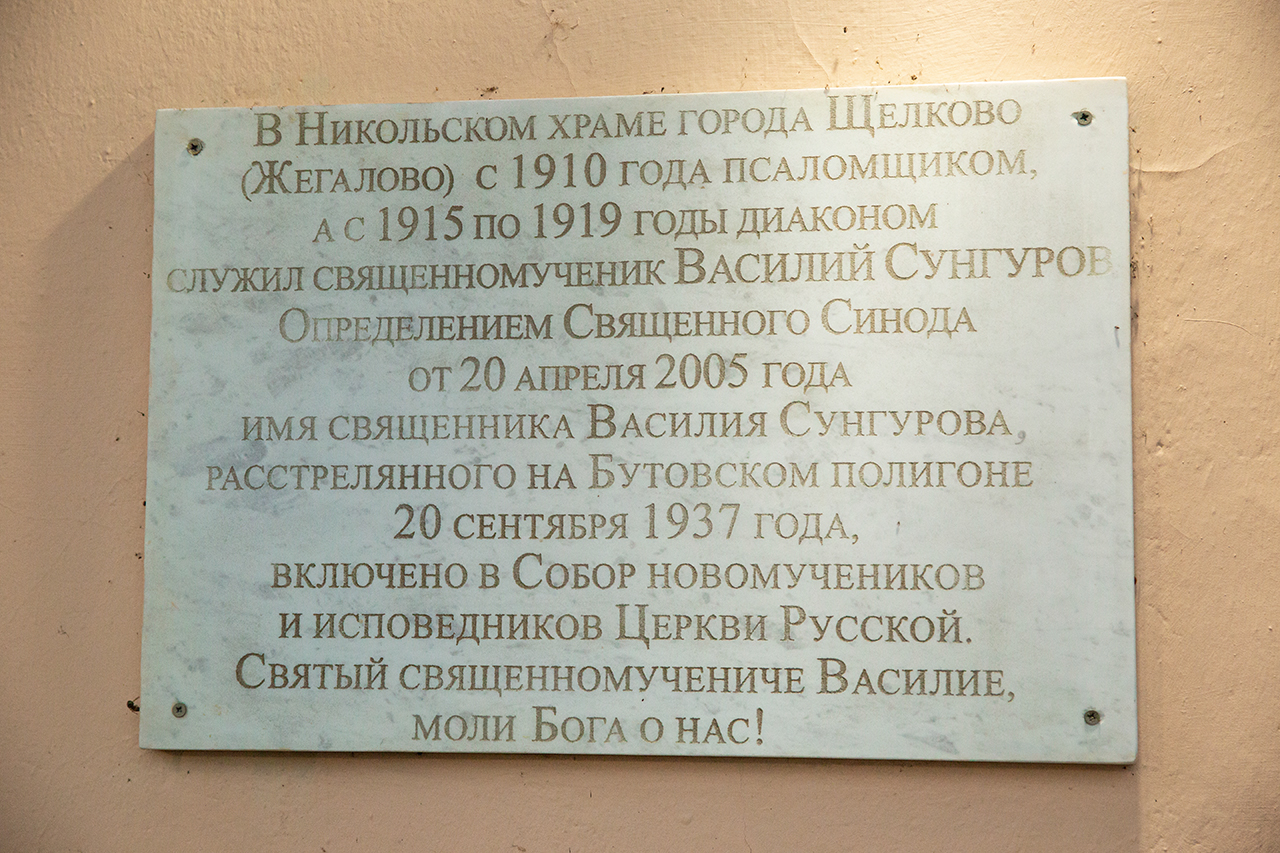 В Никольском храме города Щелково
(Жегалово) с 1910 года псаломщиком,
а с 1915 по 1919 годы диаконом
служил священномученик Василий Сунгуров
Определением Священного Синода
от 20 апреля 2005 года
имя священника Василия Сунгурова,
расстрелянного на Бутовском полигоне
20 сентября 1937 года,
включено в Собор новомучеников
и исповедников Церкви Русской.
Святый священномучениче Василие,
моли Бога о нас!